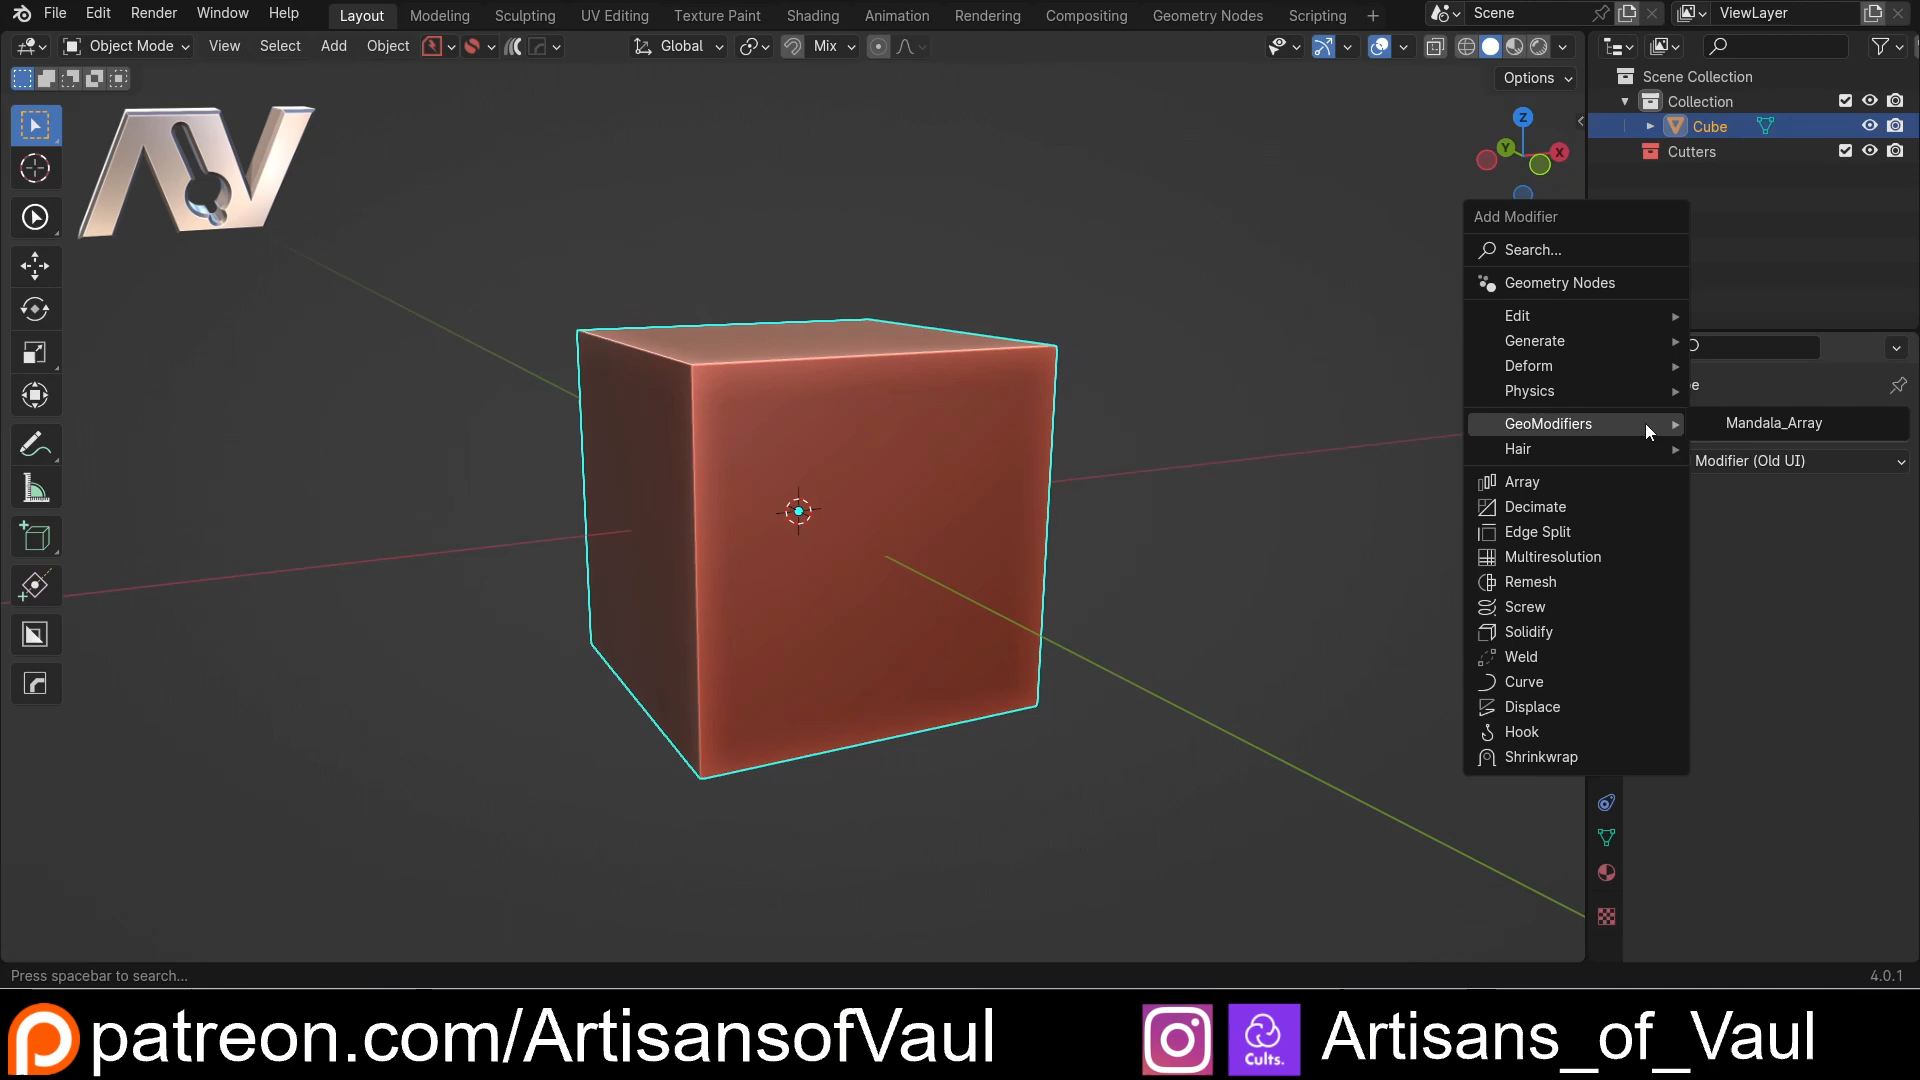 File Edit Render Window Help Layout Modeling Sculpting UV Editing Texture Paint Shading Animation Rendering Compositing Geometry Nodes Scripting + Scene ViewLayer
Object Mode View Select Add Object Global Mix
Options
Scene Collection
Collection
Cube
Cutters
Z
Y
X
Add Modifier
Search...
Geometry Nodes
Edit
Generate
Deform
Physics
GeoModifiers
Mandala_Array
Hair
Modifier (Old UI)
Array
Decimate
Edge Split
Multiresolution
Remesh
Screw
Solidify
Weld
Curve
Displace
Hook
Shrinkwrap
Press spacebar to search...
4.0.1
patreon.com/ArtisansofVaul
Cults.
Artisans_of_Vaul